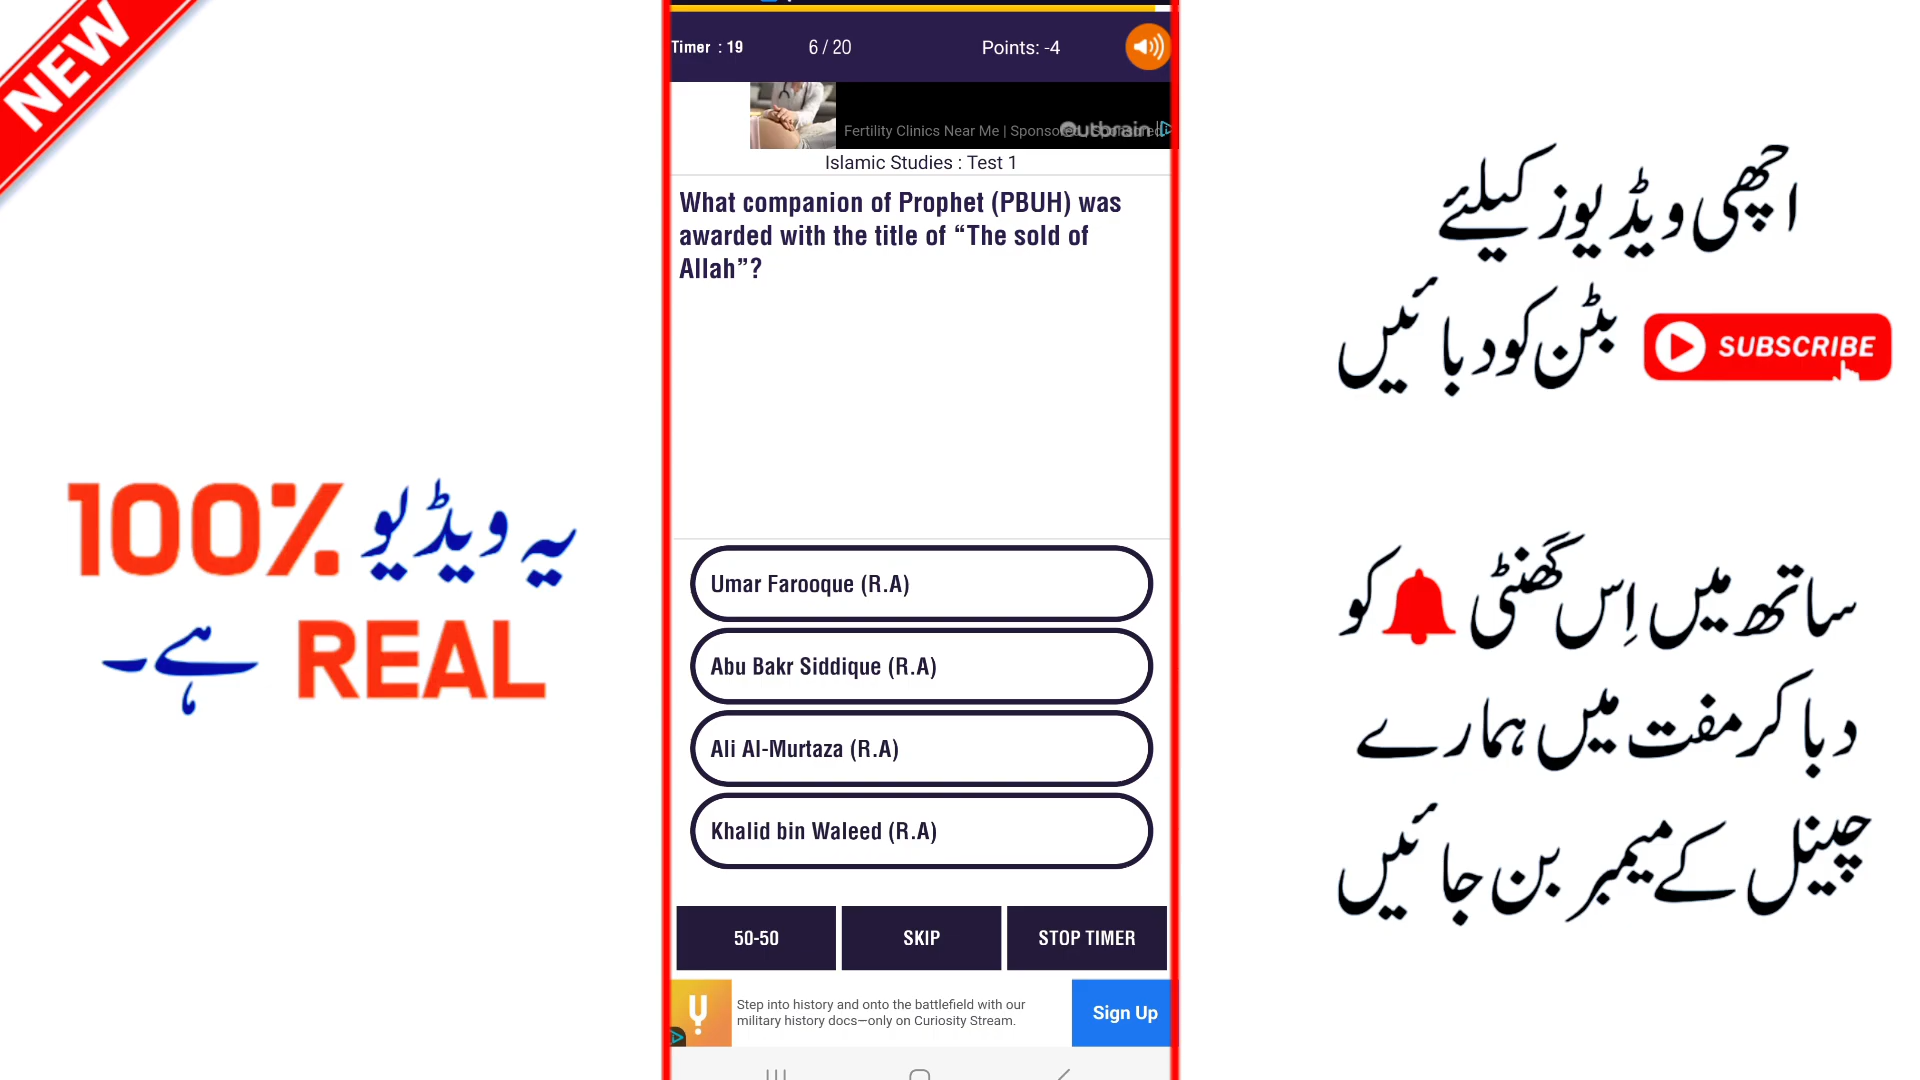 NEW
یہ ویڈیو 100%
REAL ہے۔
Timer : 19
6 / 20
Points: -4
Fertility Clinics Near Me | Sponsored
Outbrain
Islamic Studies : Test 1
What companion of Prophet (PBUH) was
awarded with the title of “The sold of
Allah”?
Umar Farooque (R.A)
Abu Bakr Siddique (R.A)
Ali Al-Murtaza (R.A)
Khalid bin Waleed (R.A)
50-50
SKIP
STOP TIMER
Step into history and onto the battlefield with our
military history docs—only on Curiosity Stream.
Sign Up
اچھی ویڈیوز کیلئے
SUBSCRIBE بٹن کو دبائیں
ساتھ میں اِس گھنٹی کو
دبا کر مفت میں ہمارے
چینل کے میمبر بن جائیں